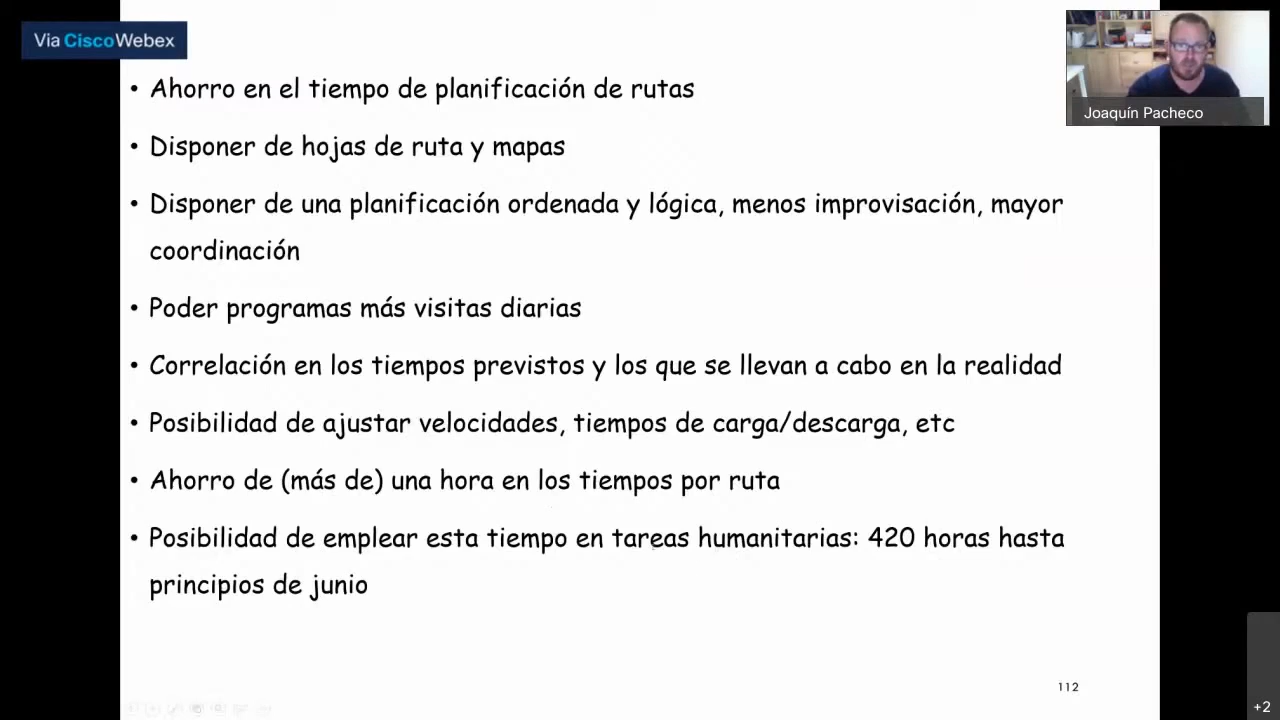 Vía CiscoWebex
Joaquín Pacheco
• Ahorro en el tiempo de planificación de rutas
• Disponer de hojas de ruta y mapas
• Disponer de una planificación ordenada y lógica, menos improvisación, mayor
coordinación
• Poder programas más visitas diarias
• Correlación en los tiempos previstos y los que se llevan a cabo en la realidad
• Posibilidad de ajustar velocidades, tiempos de carga/descarga, etc
• Ahorro de (más de) una hora en los tiempos por ruta
• Posibilidad de emplear esta tiempo en tareas humanitarias: 420 horas hasta
principios de junio
112
+2